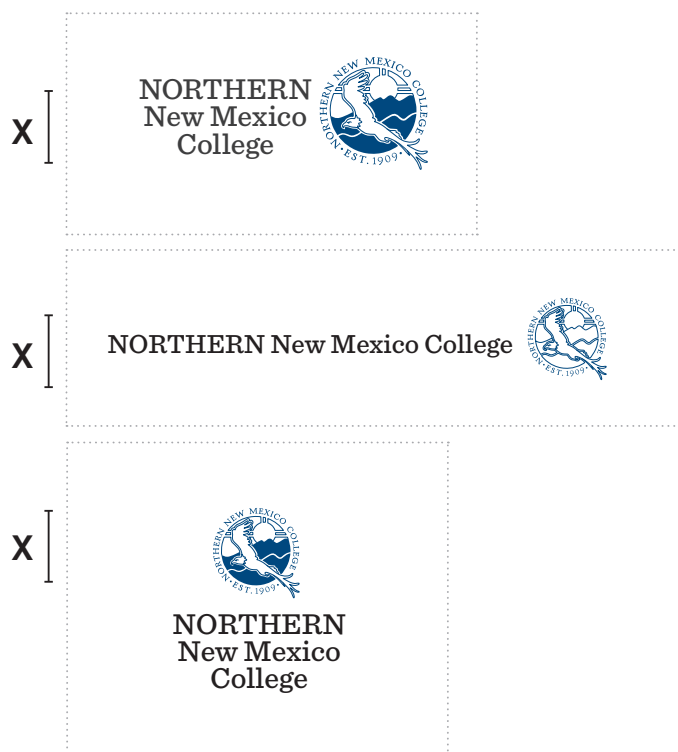 X
NORTHERN
New Mexico
College
NORTHERN NEW MEXICO COLLEGE
· EST. 1909 ·
X
NORTHERN New Mexico College
NORTHERN NEW MEXICO COLLEGE
· EST. 1909 ·
X
NORTHERN NEW MEXICO COLLEGE
· EST. 1909 ·
NORTHERN
New Mexico
College